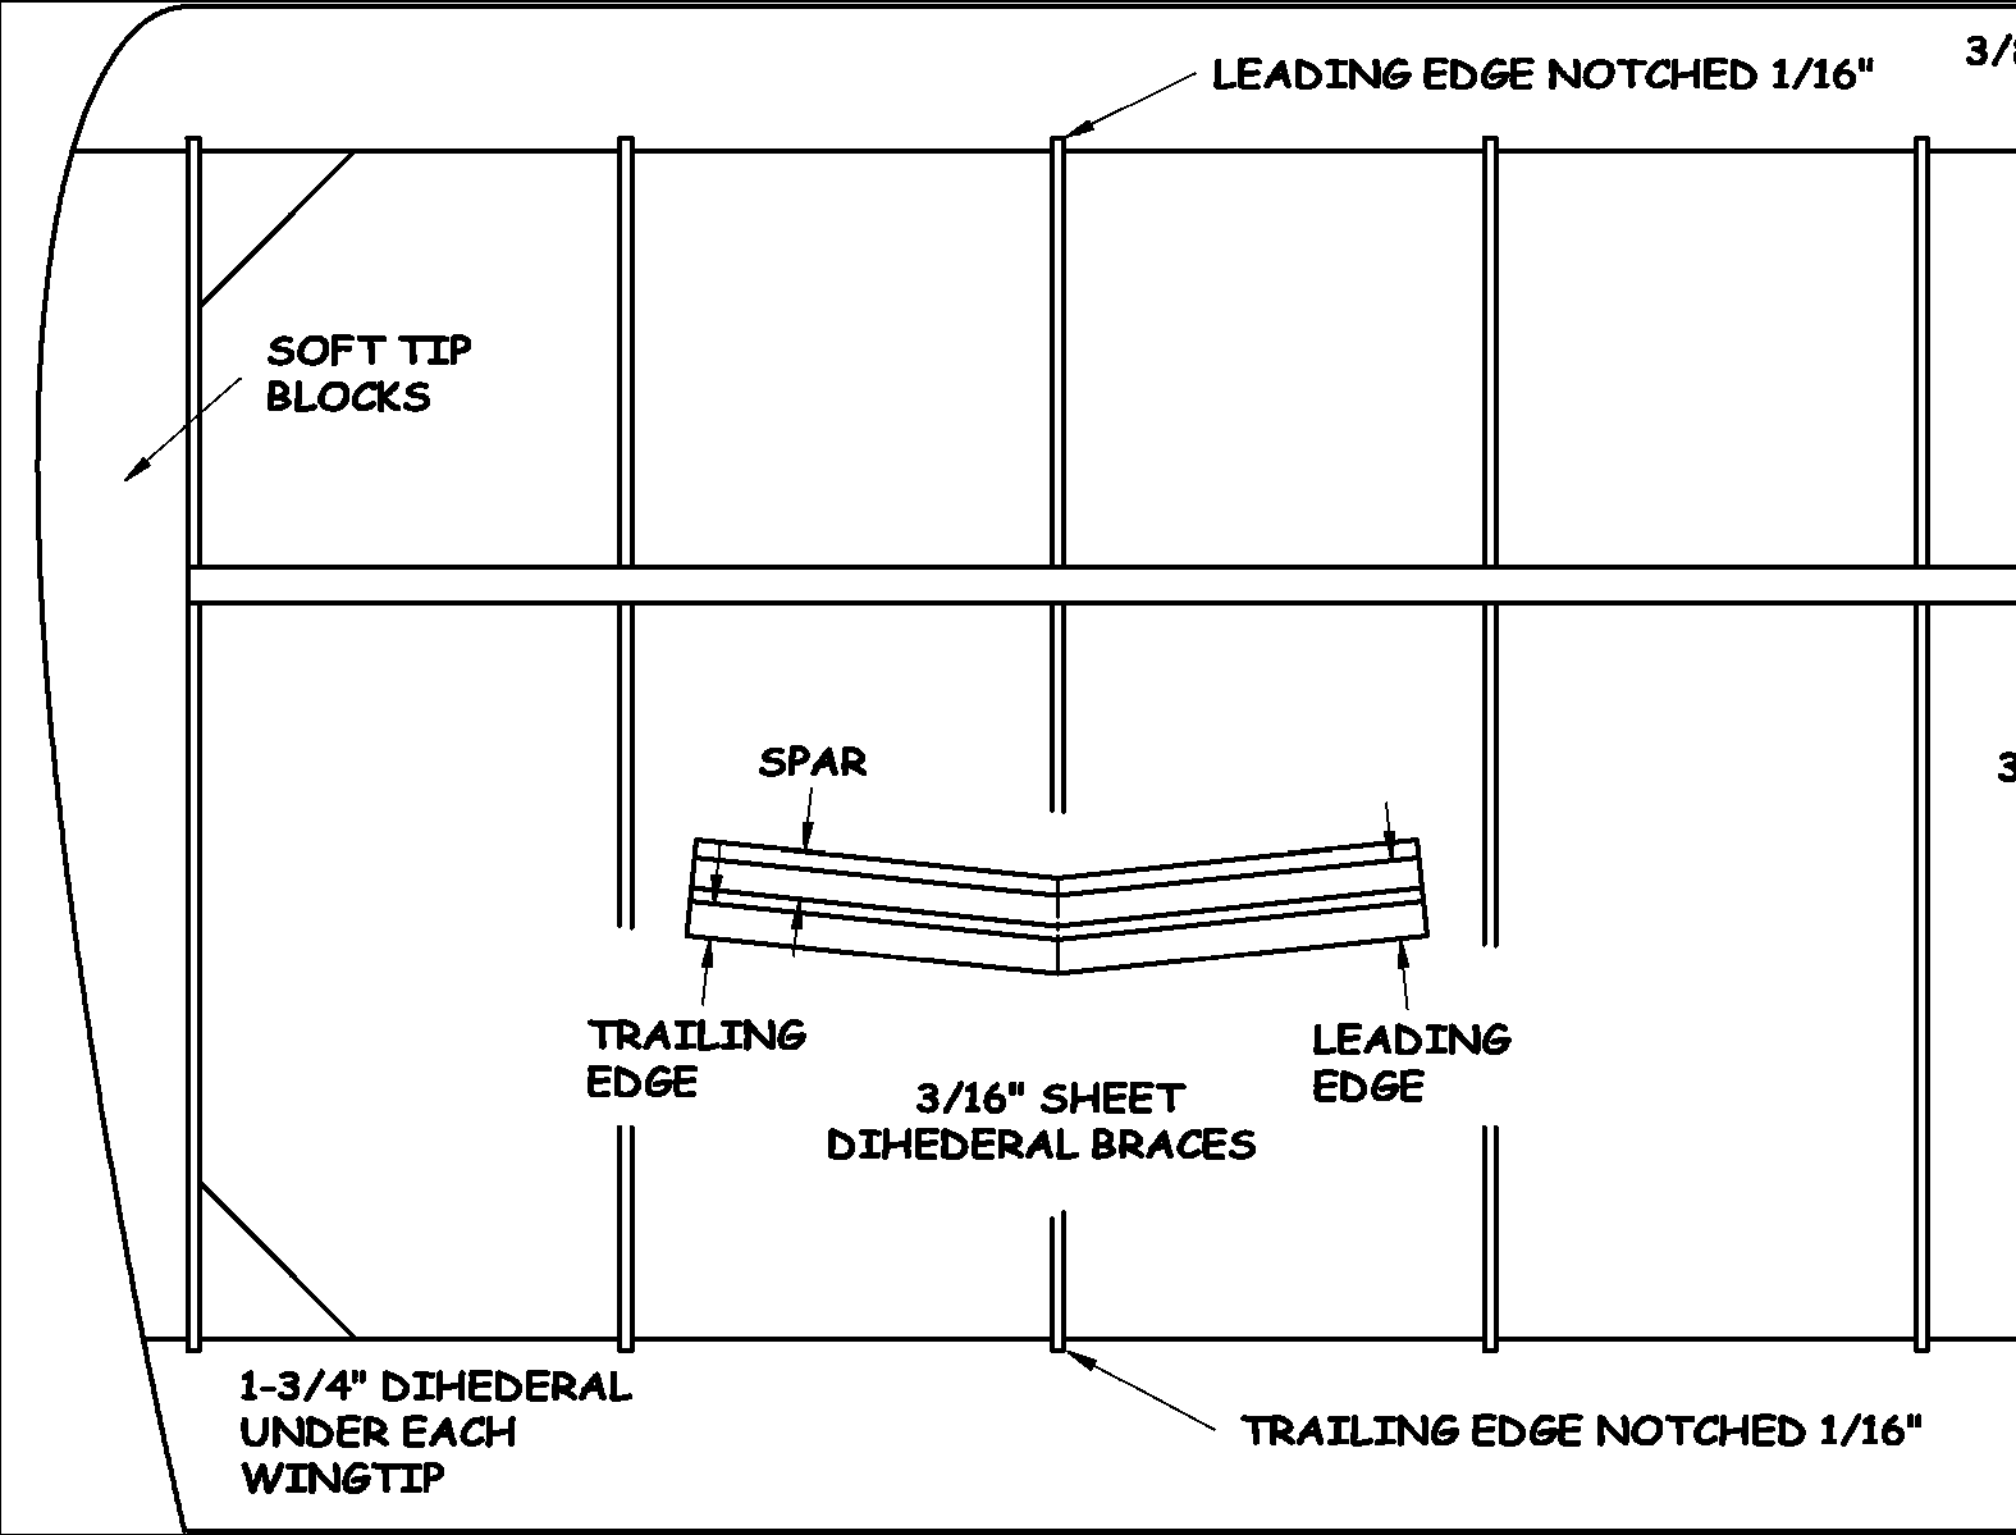 LEADING EDGE NOTCHED 1/16"
SOFT TIP
BLOCKS
SPAR
TRAILING
EDGE
LEADING
EDGE
3/16" SHEET
DIHEDERAL BRACES
1-3/4" DIHEDERAL
UNDER EACH
WINGTIP
TRAILING EDGE NOTCHED 1/16"